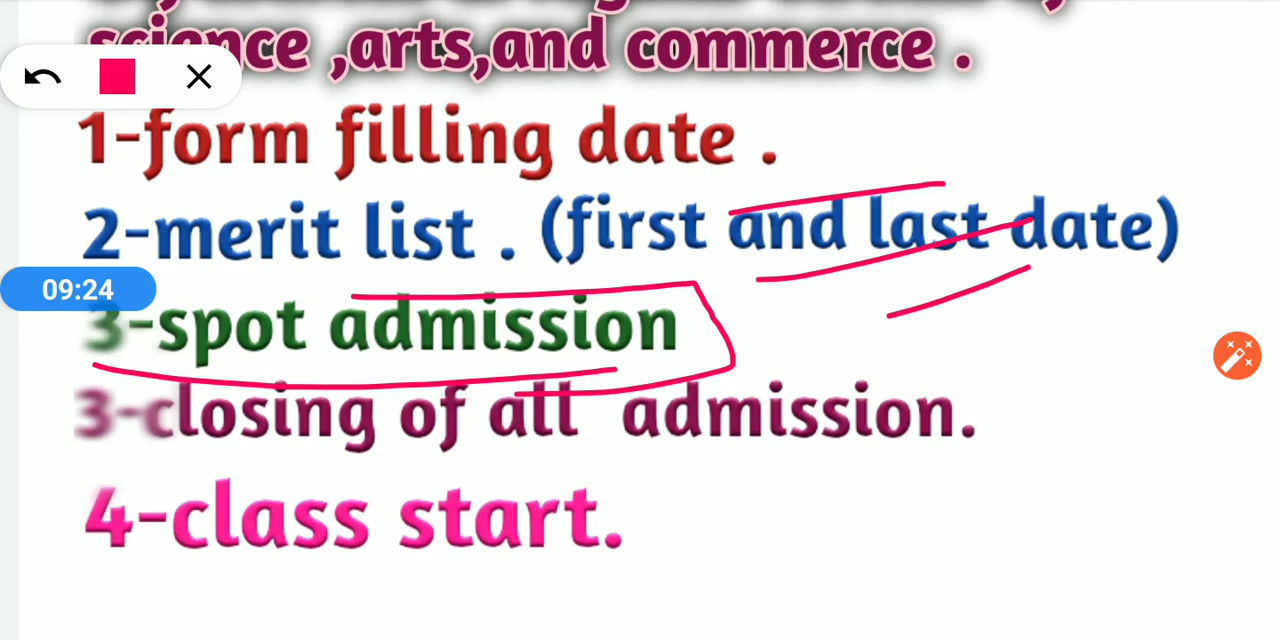 science ,arts,and commerce .
1-form filling date .
2-merit list . (first and last date)
09:24
3-spot admission
3-closing of all admission.
4-class start.